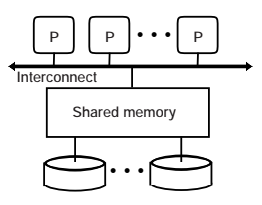 P P • • • P
Interconnect
Shared memory
• • •